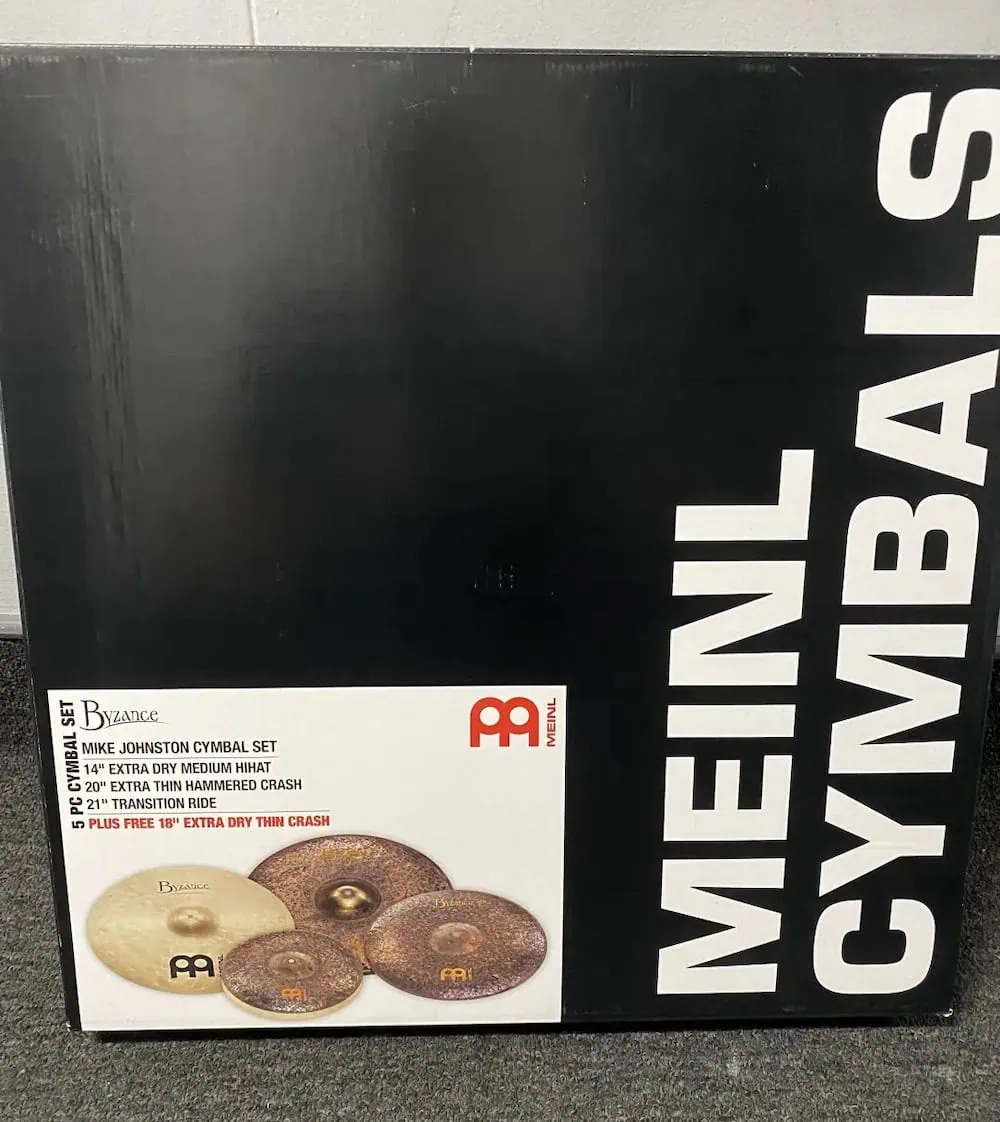 MEINL
CYMBALS
5 PC CYMBAL SET
Byzance
MEINL
MIKE JOHNSTON CYMBAL SET
14" EXTRA DRY MEDIUM HIHAT
20" EXTRA THIN HAMMERED CRASH
21" TRANSITION RIDE
PLUS FREE 18" EXTRA DRY THIN CRASH
Byzance
Byzance